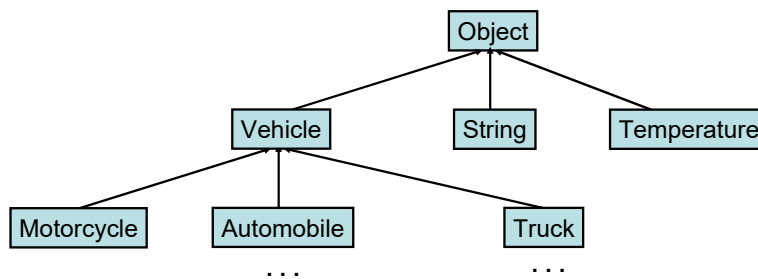 Object
Vehicle
String
Temperature
Motorcycle
Automobile
Truck
...
...